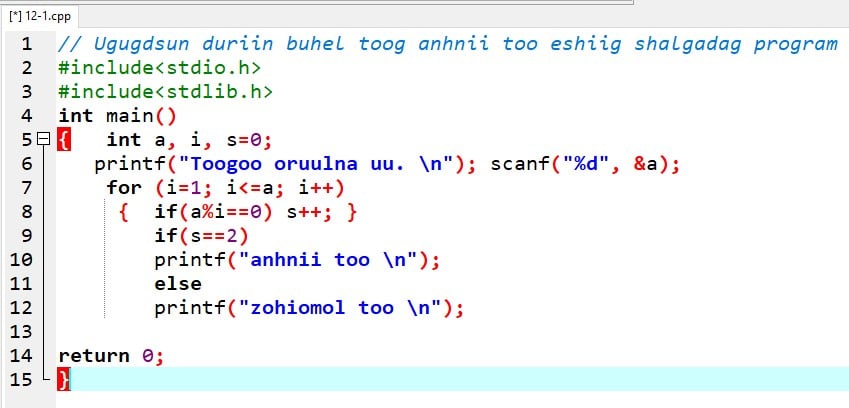 [*] 12-1.cpp
1 // Ugugdsun duriin buhel toog anhnii too eshiig shalgadag program
2 #include<stdio.h>
3 #include<stdlib.h>
4 int main()
5 { int a, i, s=0;
6 printf("Toogoo oruulna uu. \n"); scanf("%d", &a);
7 for (i=1; i<=a; i++)
8 { if(a%i==0) s++; }
9 if(s==2)
10 printf("anhnii too \n");
11 else
12 printf("zohiomol too \n");
13
14 return 0;
15 }